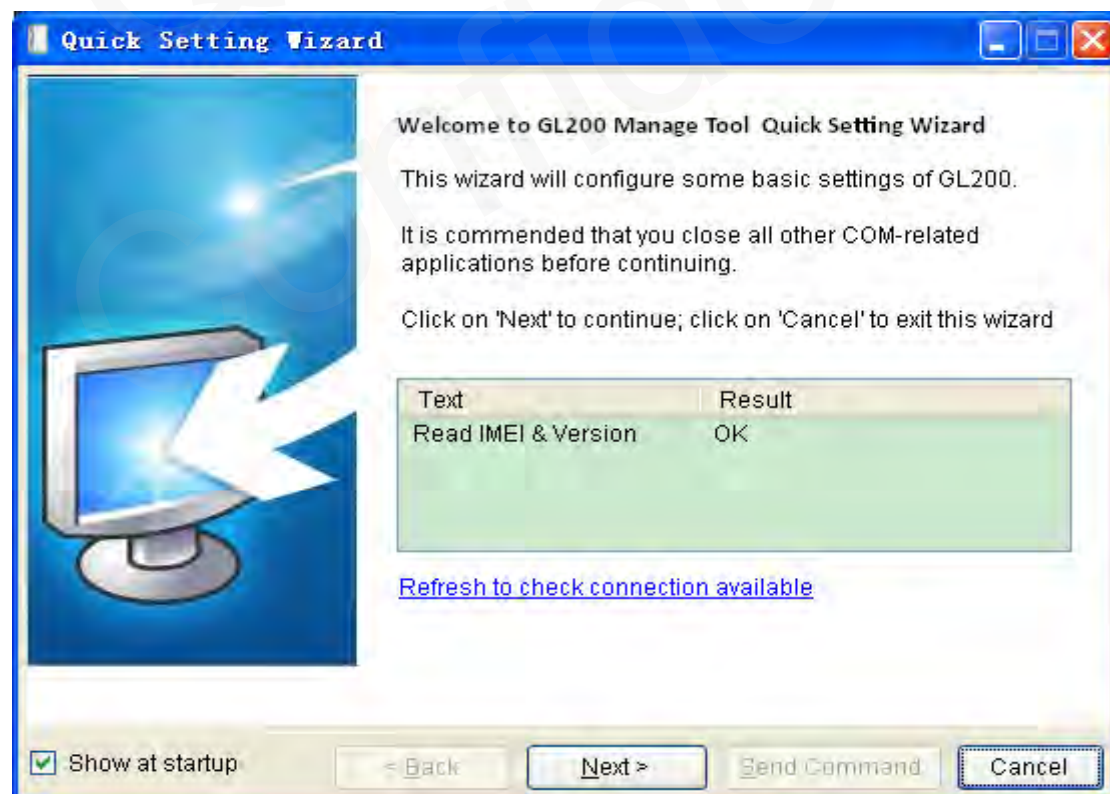 Quick Setting Wizard
Welcome to GL200 Manage Tool Quick Setting Wizard
This wizard will configure some basic settings of GL200.
It is commended that you close all other COM-related
applications before continuing.
Click on 'Next' to continue; click on 'Cancel' to exit this wizard
Text Result
Read IMEI & Version OK
Refresh to check connection available
Show at startup < Back Next > Send Command Cancel